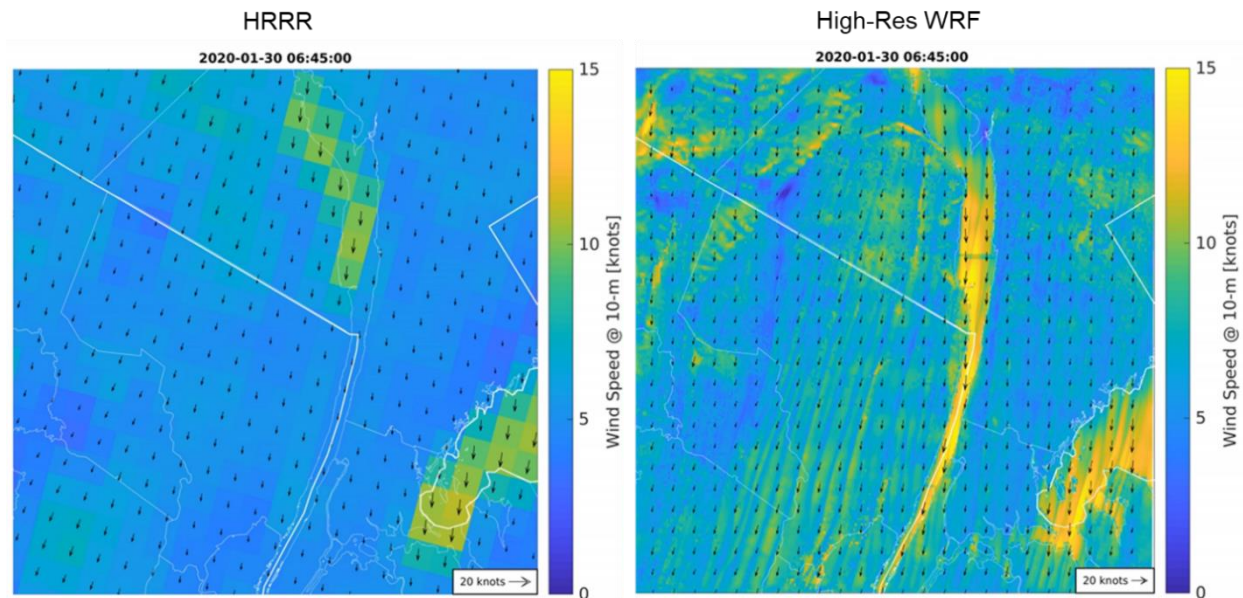 HRRR
2020-01-30 06:45:00
15
10
5
0
Wind Speed @ 10-m [knots]
20 knots
High-Res WRF
2020-01-30 06:45:00
15
10
5
0
Wind Speed @ 10-m [knots]
20 knots